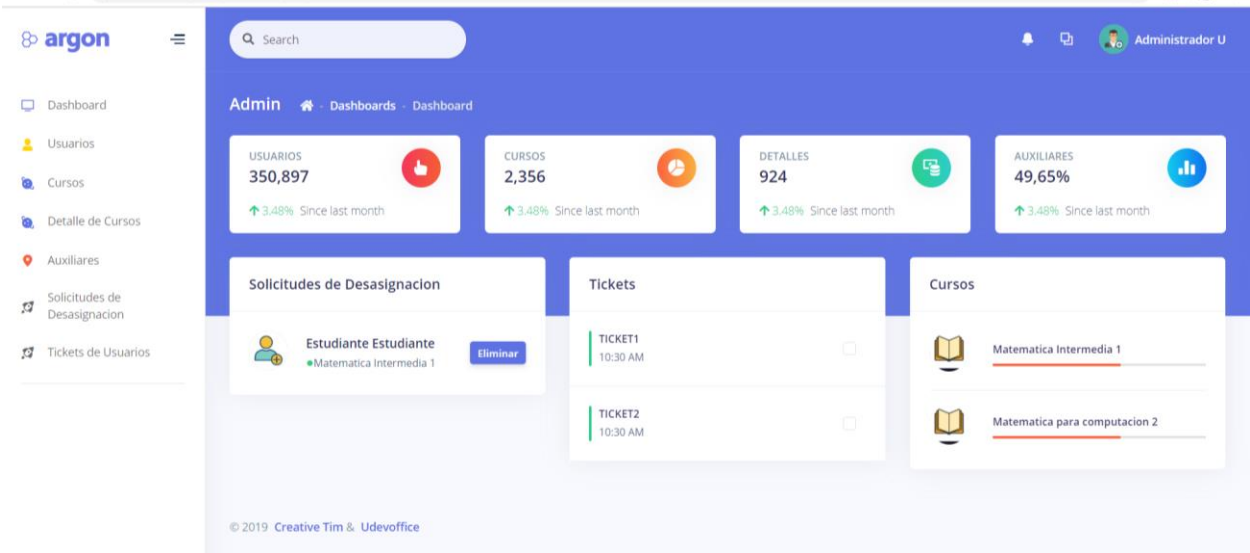 argon
Search
Administrador U
Dashboard
Usuarios
Cursos
Detalle de Cursos
Auxiliares
Solicitudes de
Desasignacion
Tickets de Usuarios
Admin - Dashboards - Dashboard
USUARIOS
350,897
3.48% Since last month
CURSOS
2,356
3.48% Since last month
DETALLES
924
3.48% Since last month
AUXILIARES
49,65%
3.48% Since last month
Solicitudes de Desasignacion
Estudiante Estudiante
Matematica Intermedia 1
Eliminar
Tickets
TICKET1
10:30 AM
TICKET2
10:30 AM
Cursos
Matematica Intermedia 1
Matematica para computacion 2
© 2019 Creative Tim & Udevoffice